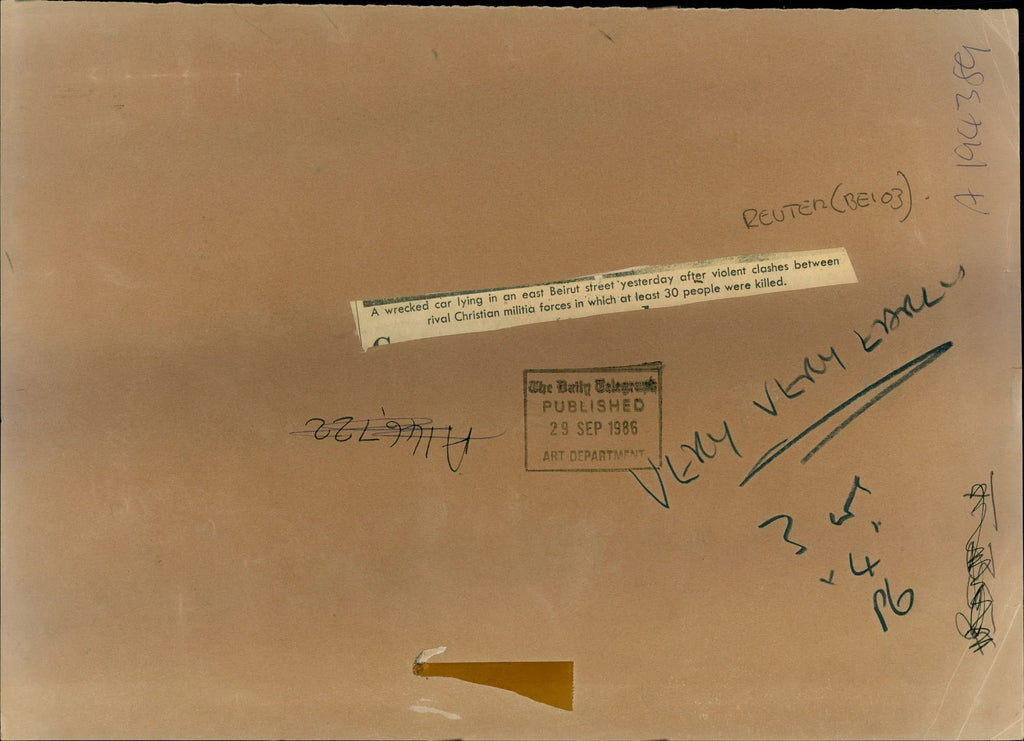 A 194389
REUTER (BE103).
A wrecked car lying in an east Beirut street yesterday after violent clashes between
rival Christian militia forces in which at least 30 people were killed.
The Daily Telegraph
PUBLISHED
29 SEP 1986
ART DEPARTMENT
A146722
VERY VERY EARLY
3
4
P6